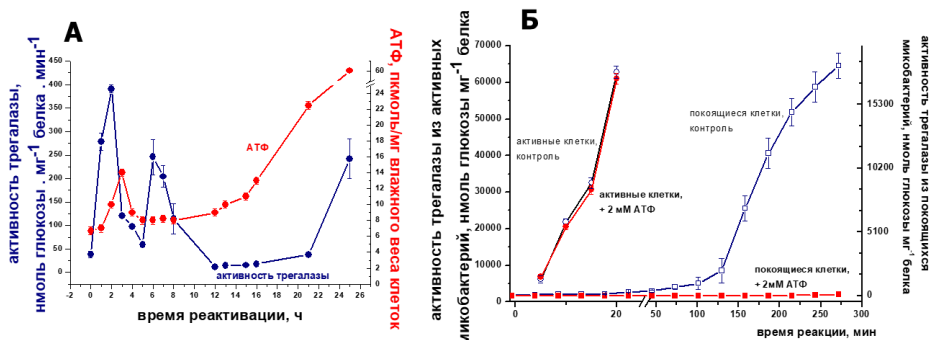 А
Б
активность трегалазы,
нмоль глюкозы . мг-1 белка . мин-1
450
400
350
300
250
200
150
100
50
0
-2 0 2 4 6 8 10 12 14 16 18 20 22 24 26
время реактивации, ч
АТФ
активность трегалазы
60
24
22
20
18
16
14
12
10
8
6
4
2
0
АТФ, пкмоль/мг влажного веса клеток
активность трегалазы из активных
микобактерий, нмоль глюкозы мг-1 белка
70000
60000
50000
40000
30000
20000
10000
0
активные клетки,
контроль
активные клетки,
+ 2 мМ АТФ
покоящиеся клетки,
контроль
покоящиеся клетки,
+ 2мМ АТФ
0 20 50 100 150 200 250 300
время реакции, мин
15300
10200
5100
0
активность трегалазы из покоящихся
микобактерий, нмоль глюкозы мг-1 белка